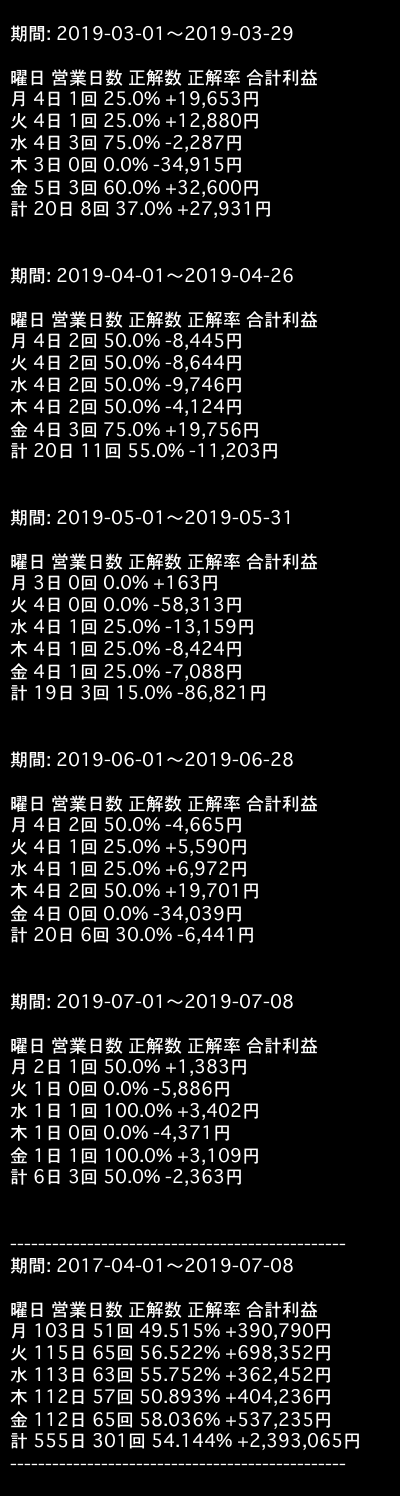 期間: 2019-03-01〜2019-03-29
曜日 営業日数 正解数 正解率 合計利益
月 4日 1回 25.0% +19,653円
火 4日 1回 25.0% +12,880円
水 4日 3回 75.0% -2,287円
木 3日 0回 0.0% -34,915円
金 5日 3回 60.0% +32,600円
計 20日 8回 37.0% +27,931円
期間: 2019-04-01〜2019-04-26
曜日 営業日数 正解数 正解率 合計利益
月 4日 2回 50.0% -8,445円
火 4日 2回 50.0% -8,644円
水 4日 2回 50.0% -9,746円
木 4日 2回 50.0% -4,124円
金 4日 3回 75.0% +19,756円
計 20日 11回 55.0% -11,203円
期間: 2019-05-01〜2019-05-31
曜日 営業日数 正解数 正解率 合計利益
月 3日 0回 0.0% +163円
火 4日 0回 0.0% -58,313円
水 4日 1回 25.0% -13,159円
木 4日 1回 25.0% -8,424円
金 4日 1回 25.0% -7,088円
計 19日 3回 15.0% -86,821円
期間: 2019-06-01〜2019-06-28
曜日 営業日数 正解数 正解率 合計利益
月 4日 2回 50.0% -4,665円
火 4日 1回 25.0% +5,590円
水 4日 1回 25.0% +6,972円
木 4日 2回 50.0% +19,701円
金 4日 0回 0.0% -34,039円
計 20日 6回 30.0% -6,441円
期間: 2019-07-01〜2019-07-08
曜日 営業日数 正解数 正解率 合計利益
月 2日 1回 50.0% +1,383円
火 1日 0回 0.0% -5,886円
水 1日 1回 100.0% +3,402円
木 1日 0回 0.0% -4,371円
金 1日 1回 100.0% +3,109円
計 6日 3回 50.0% -2,363円
------------------------------------------------
期間: 2017-04-01〜2019-07-08
曜日 営業日数 正解数 正解率 合計利益
月 103日 51回 49.515% +390,790円
火 115日 65回 56.522% +698,352円
水 113日 63回 55.752% +362,452円
木 112日 57回 50.893% +404,236円
金 112日 65回 58.036% +537,235円
計 555日 301回 54.144% +2,393,065円
------------------------------------------------